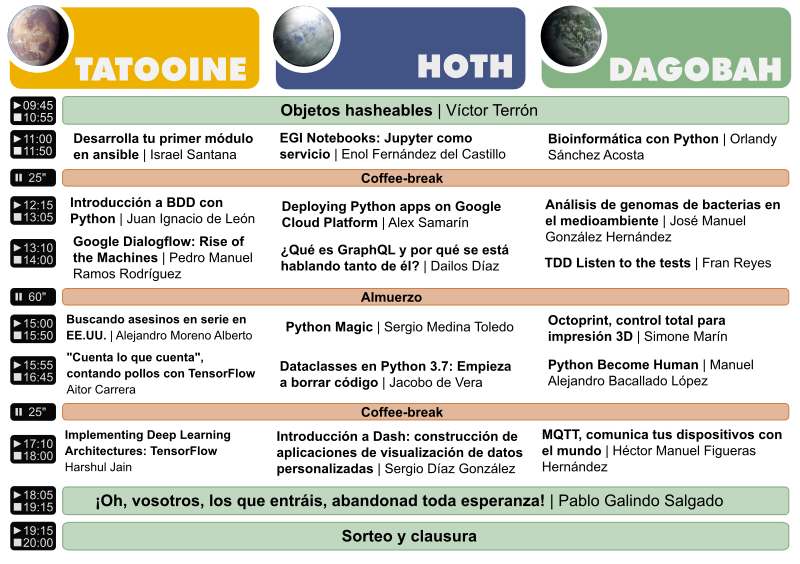 TATOOINE
HOTH
DAGOBAH
09:45
10:55
Objetos hasheables | Víctor Terrón
11:00
11:50
Desarrolla tu primer módulo
en ansible | Israel Santana
EGI Notebooks: Jupyter como
servicio | Enol Fernández del Castillo
Bioinformática con Python | Orlandy
Sánchez Acosta
25"
Coffee-break
12:15
13:05
Introducción a BDD con
Python | Juan Ignacio de León
Deploying Python apps on Google
Cloud Platform | Alex Samarín
Análisis de genomas de bacterias en
el medioambiente | José Manuel
González Hernández
13:10
14:00
Google Dialogflow: Rise of
the Machines | Pedro Manuel
Ramos Rodríguez
¿Qué es GraphQL y por qué se está
hablando tanto de él? | Dailos Díaz
TDD Listen to the tests | Fran Reyes
60"
Almuerzo
15:00
15:50
Buscando asesinos en serie en
EE.UU. | Alejandro Moreno Alberto
Python Magic | Sergio Medina Toledo
Octoprint, control total para
impresión 3D | Simone Marín
15:55
16:45
"Cuenta lo que cuenta",
contando pollos con TensorFlow
Aitor Carrera
Dataclasses en Python 3.7: Empieza
a borrar código | Jacobo de Vera
Python Become Human | Manuel
Alejandro Bacallado López
25"
Coffee-break
17:10
18:00
Implementing Deep Learning
Architectures: TensorFlow
Harshul Jain
Introducción a Dash: construcción de
aplicaciones de visualización de datos
personalizadas | Sergio Díaz González
MQTT, comunica tus dispositivos con
el mundo | Héctor Manuel Figueras
Hernández
18:05
19:15
¡Oh, vosotros, los que entráis, abandonad toda esperanza! | Pablo Galindo Salgado
19:15
20:00
Sorteo y clausura